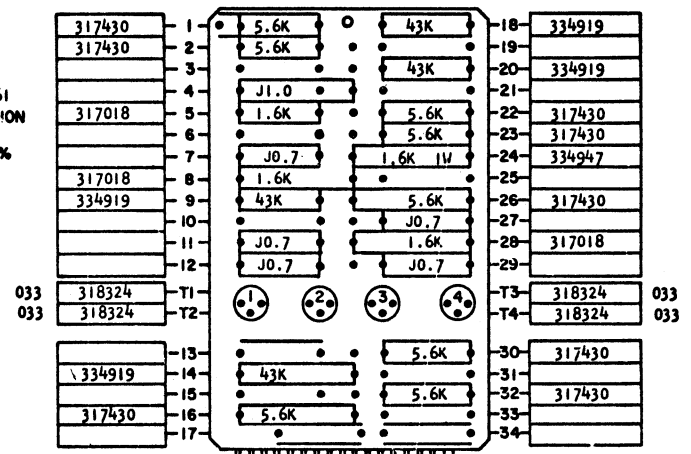 317430 1 5.6K 43K 18 334919
317430 2 5.6K 19
3 43K 20 334919
4 J1.0 21
317018 5 1.6K 5.6K 22 317430
ION
6 5.6K 23 317430
% 7 J0.7 1.6K 1W 24 334947
317018 8 1.6K 25
334919 9 43K 5.6K 26 317430
10 J0.7 27
11 J0.7 1.6K 28 317018
12 J0.7 J0.7 29
033 318324 T1 1 2 3 4 T3 318324 033
033 318324 T2 T4 318324 033
13 5.6K 30 317430
334919 14 43K 31
15 5.6K 32 317430
317430 16 5.6K 33
17 34